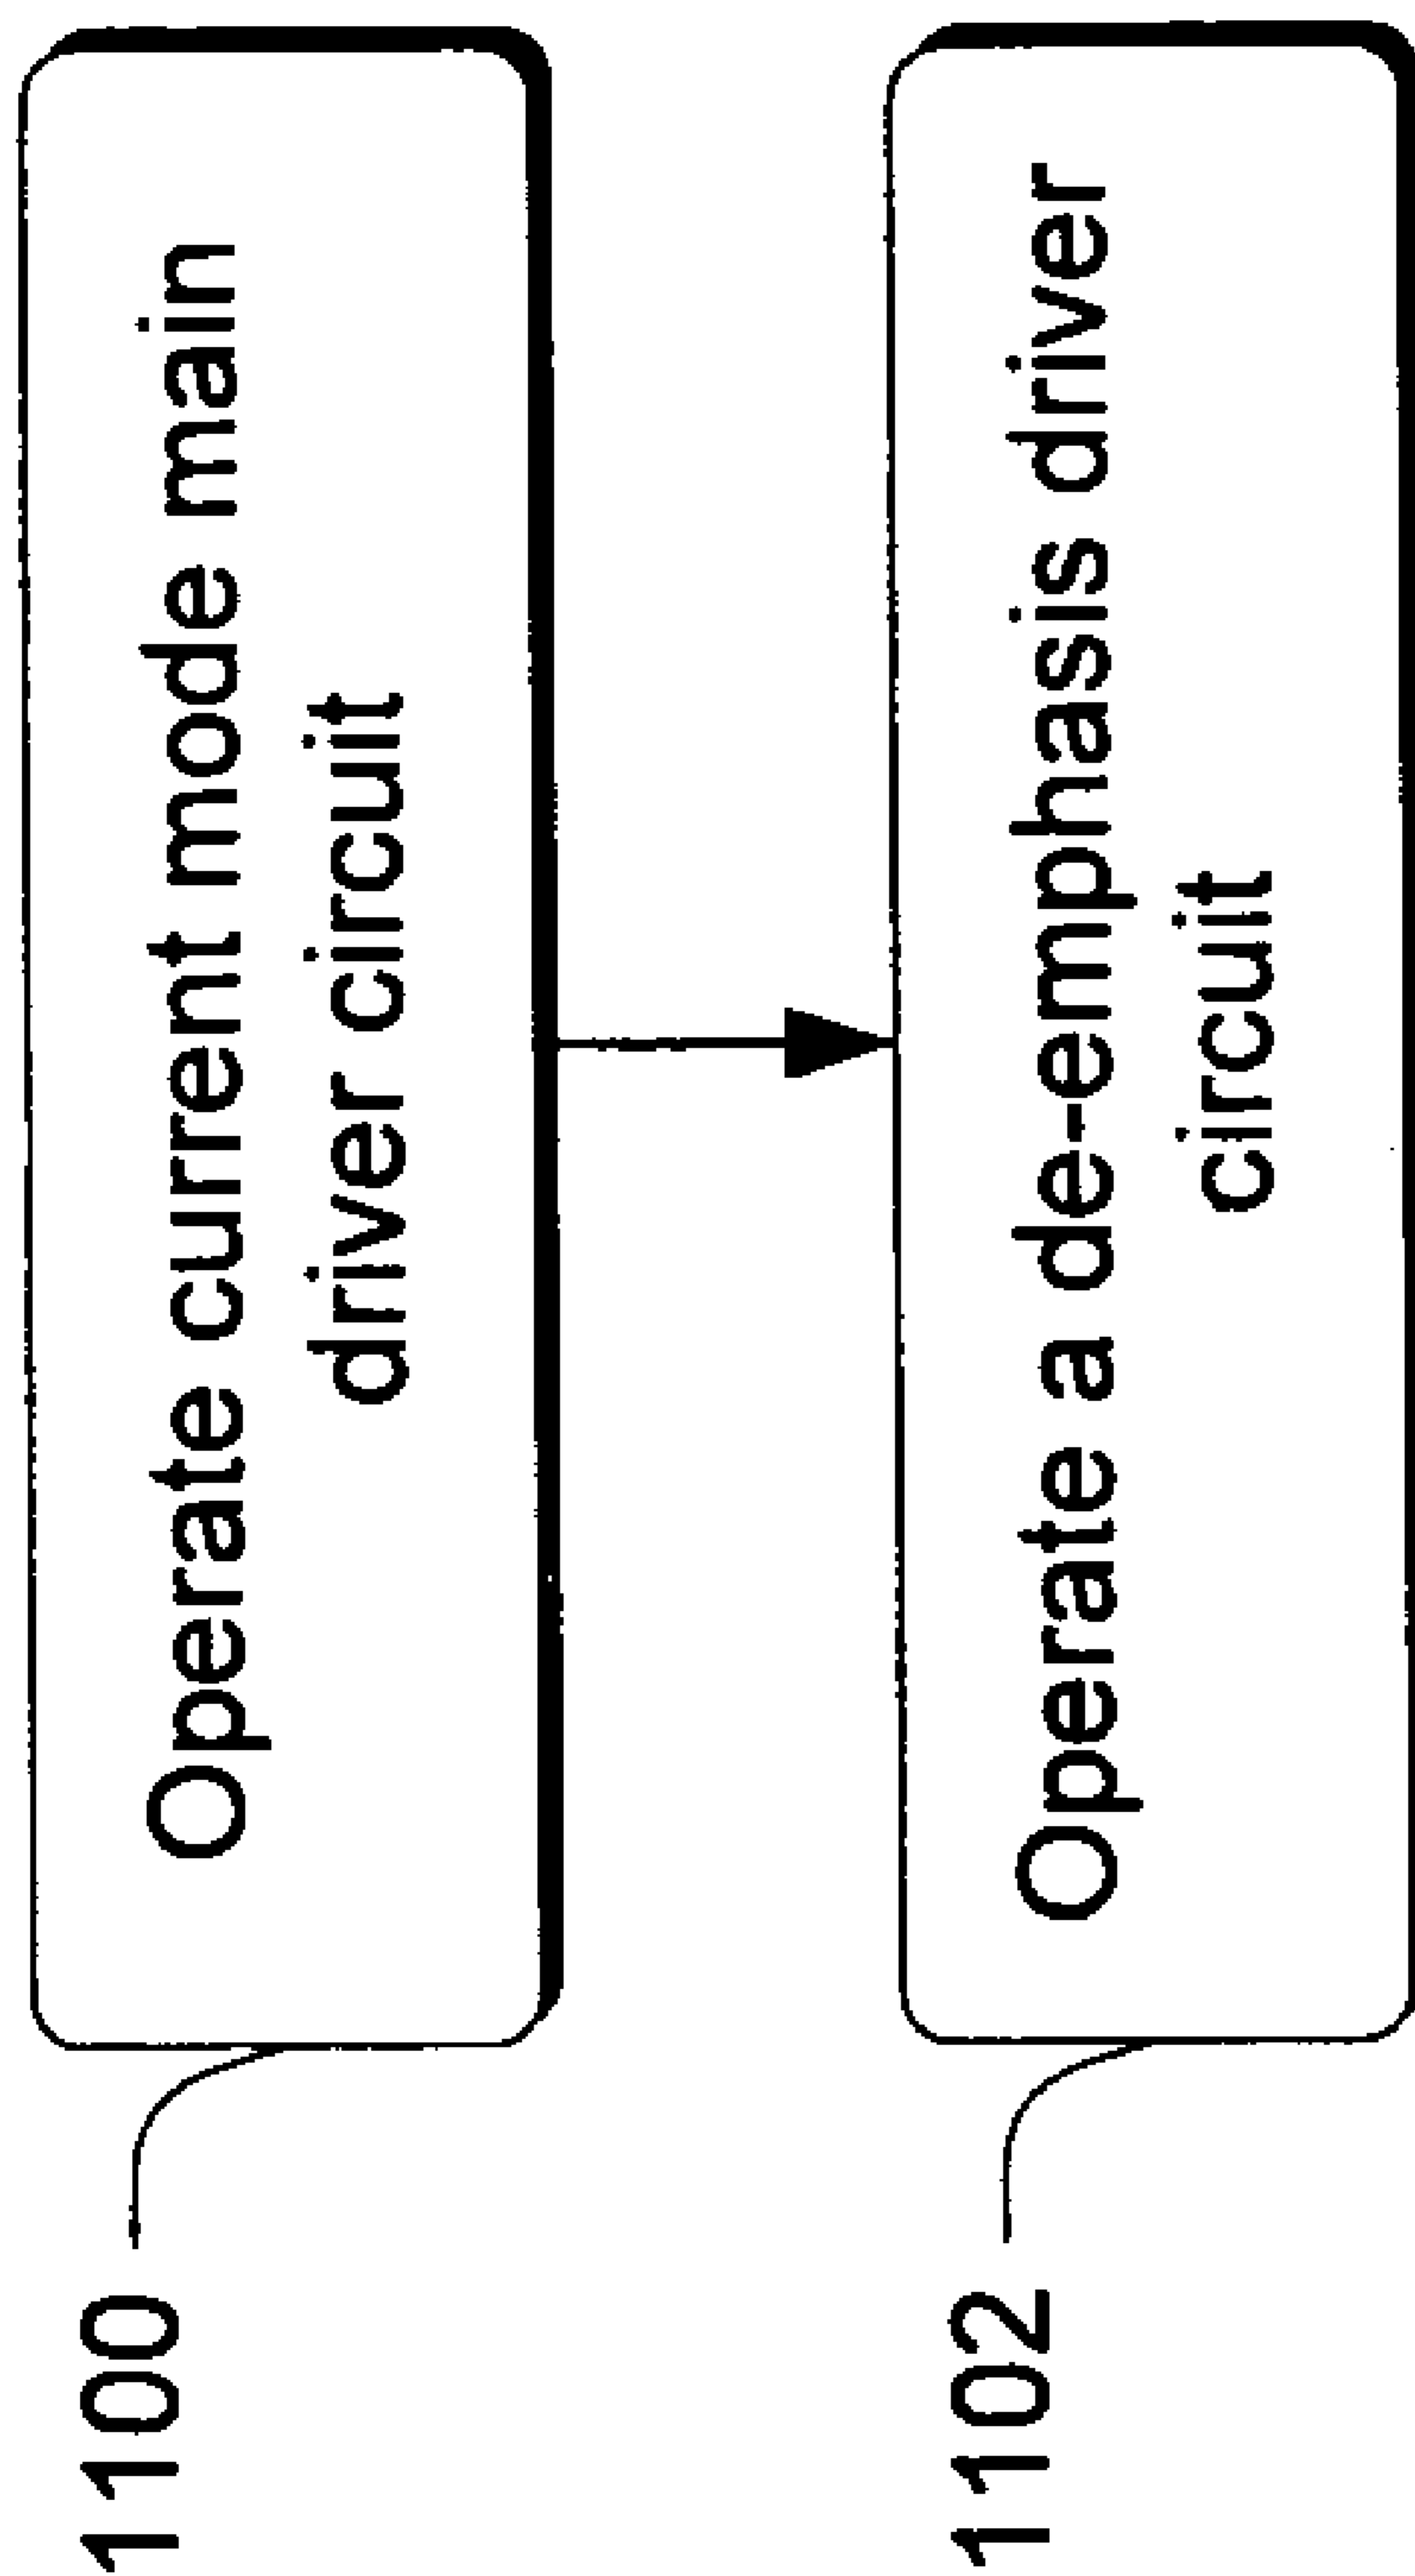 1100
Operate current mode main
driver circuit
1102
Operate a de-emphasis driver
circuit